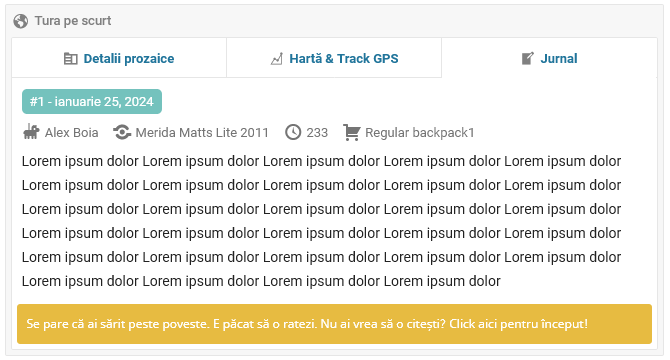 Tura pe scurt
Detalii prozaice Hartă & Track GPS Jurnal
#1 - ianuarie 25, 2024
Alex Boia Merida Matts Lite 2011 233 Regular backpack1
Lorem ipsum dolor Lorem ipsum dolor Lorem ipsum dolor Lorem ipsum dolor Lorem ipsum dolor
Lorem ipsum dolor Lorem ipsum dolor Lorem ipsum dolor Lorem ipsum dolor Lorem ipsum dolor
Lorem ipsum dolor Lorem ipsum dolor Lorem ipsum dolor Lorem ipsum dolor Lorem ipsum dolor
Lorem ipsum dolor Lorem ipsum dolor Lorem ipsum dolor Lorem ipsum dolor Lorem ipsum dolor
Lorem ipsum dolor Lorem ipsum dolor Lorem ipsum dolor Lorem ipsum dolor Lorem ipsum dolor
Lorem ipsum dolor Lorem ipsum dolor Lorem ipsum dolor Lorem ipsum dolor
Se pare că ai sărit peste poveste. E păcat să o ratezi. Nu ai vrea să o citești? Click aici pentru început!